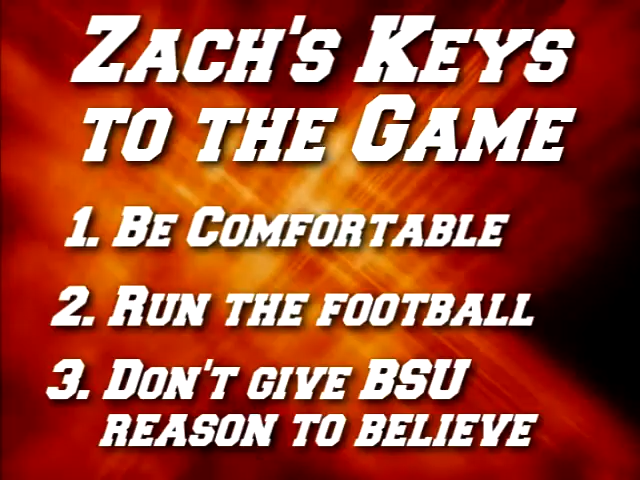 Zach's Keys
to the Game
1. Be Comfortable
2. Run the football
3. Don't give BSU
reason to believe